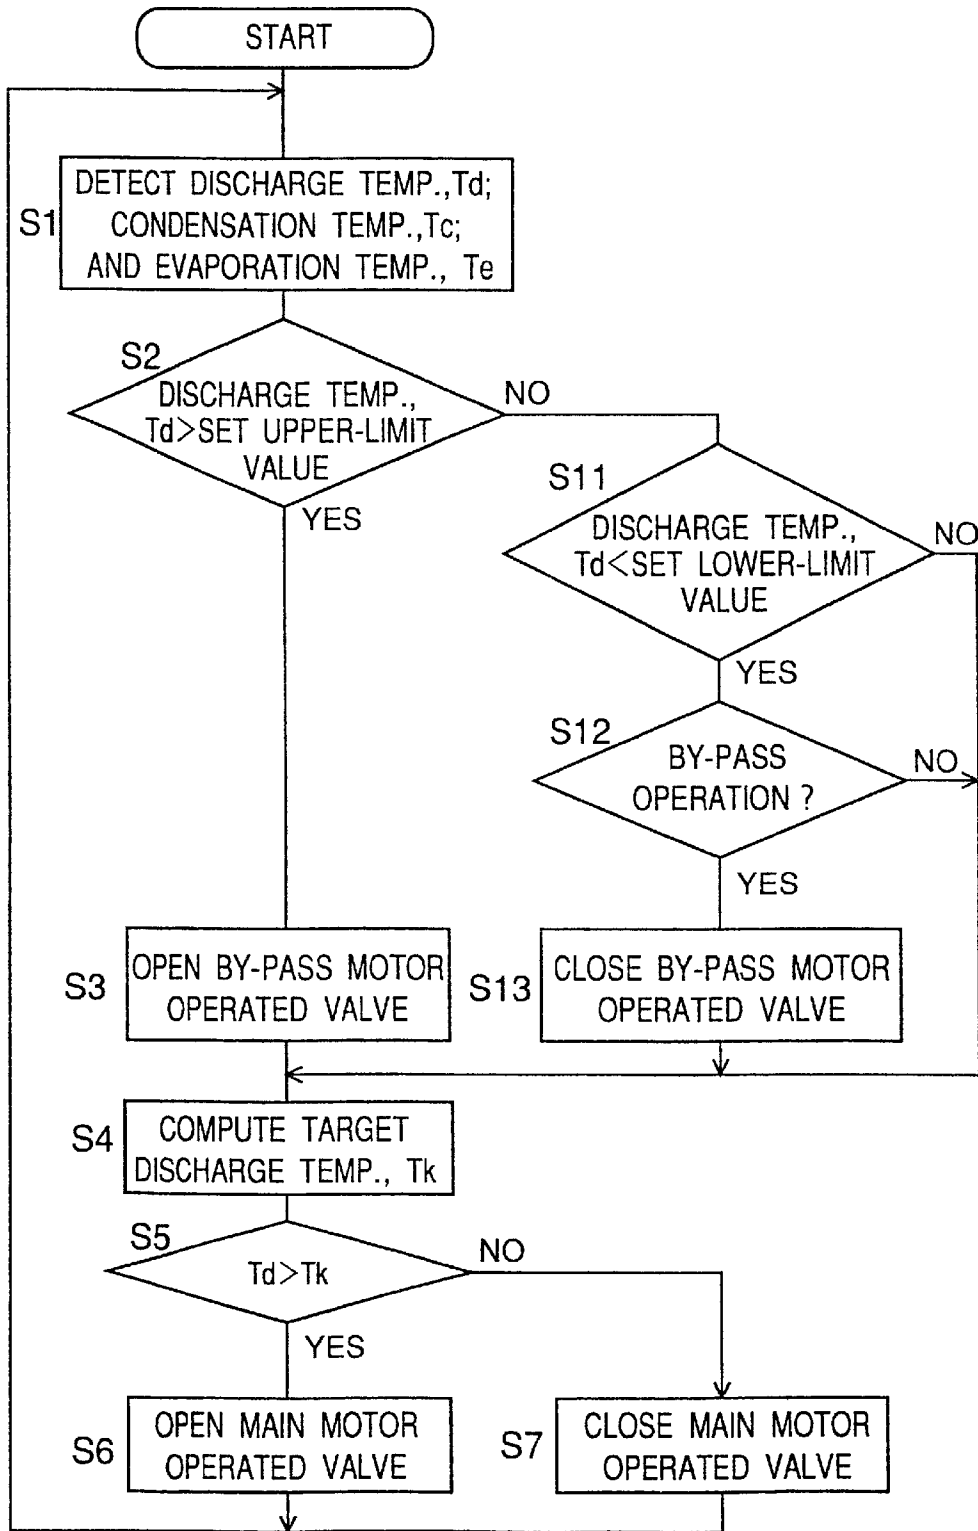 START
S1
DETECT DISCHARGE TEMP.,Td;
CONDENSATION TEMP.,Tc;
AND EVAPORATION TEMP., Te
S2
DISCHARGE TEMP.,
Td>SET UPPER-LIMIT
VALUE
NO
YES
S11
DISCHARGE TEMP.,
Td<SET LOWER-LIMIT
VALUE
NO
YES
S12
BY-PASS
OPERATION ?
NO
YES
S3
OPEN BY-PASS MOTOR
OPERATED VALVE
S13
CLOSE BY-PASS MOTOR
OPERATED VALVE
S4
COMPUTE TARGET
DISCHARGE TEMP., Tk
S5
Td>Tk
NO
YES
S6
OPEN MAIN MOTOR
OPERATED VALVE
S7
CLOSE MAIN MOTOR
OPERATED VALVE